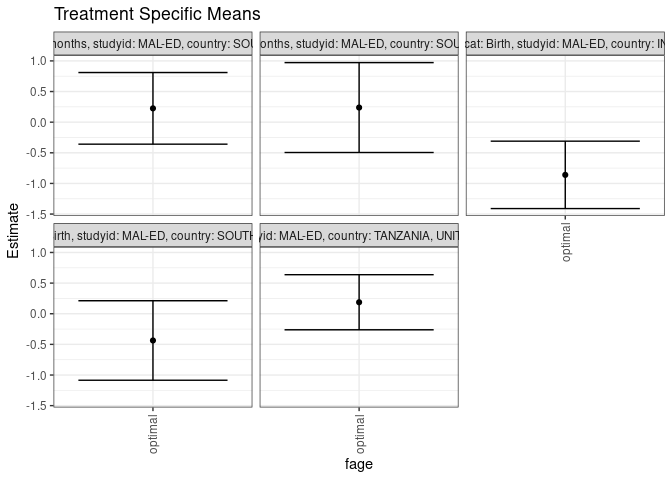 Treatment Specific Means
months, studyid: MAL-ED, country: SOU
onths, studyid: MAL-ED, country: SOU
cat: Birth, studyid: MAL-ED, country: IN
1.0
0.5
0.0
-0.5
-1.0
-1.5
irth, studyid: MAL-ED, country: SOUTH
yid: MAL-ED, country: TANZANIA, UNIT
optimal
1.0
0.5
0.0
-0.5
-1.0
-1.5
Estimate
optimal
optimal
fage